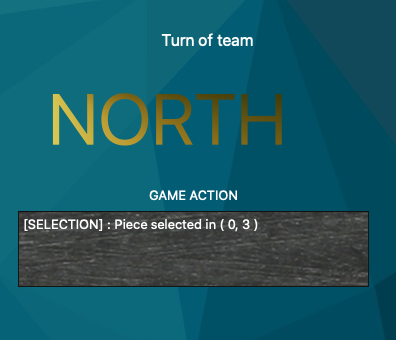 Turn of team
NORTH
GAME ACTION
[SELECTION] : Piece selected in ( 0, 3 )